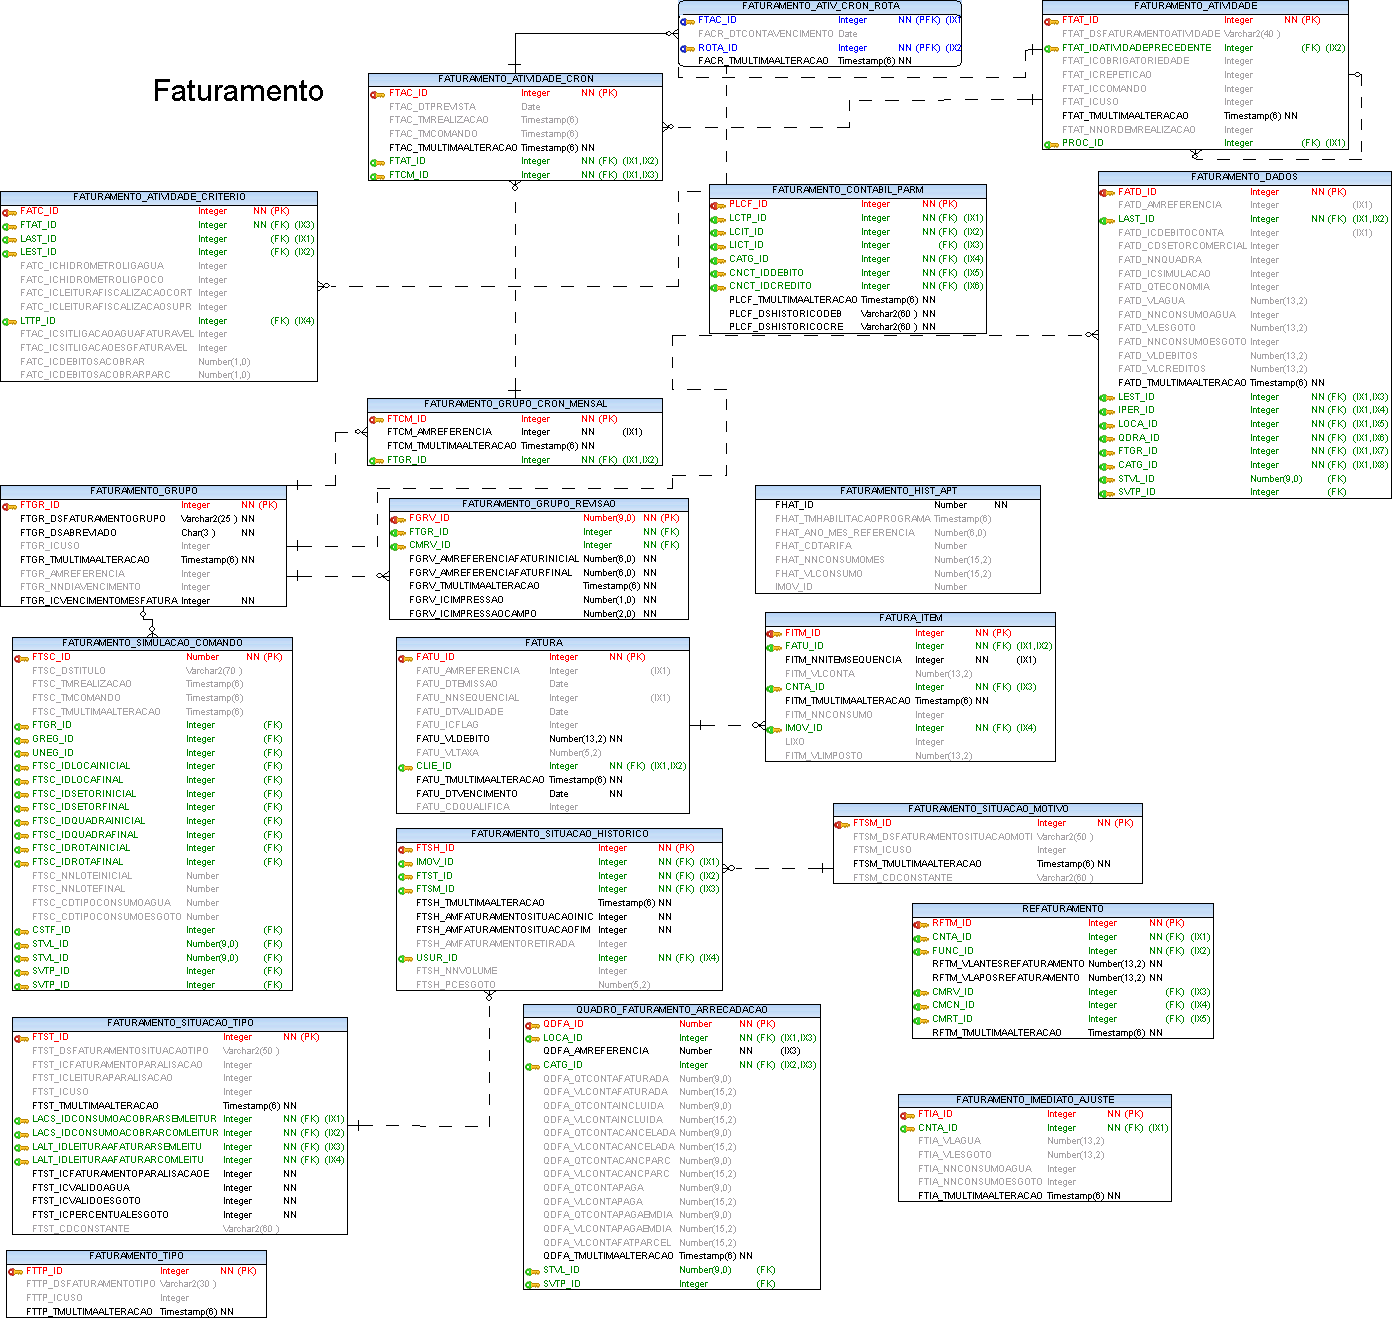 Faturamento
FATURAMENTO_ATIV_CRON_ROTA
FTAC_ID Integer NN (PFK) (IX1
FACR_DTCONTAVENCIMENTO Date
ROTA_ID Integer NN (PFK) (IX2
FACR_TMULTIMAALTERACAO Timestamp(6) NN
FATURAMENTO_ATIVIDADE
FTAT_ID Integer NN (PK)
FTAT_DSFATURAMENTOATIVIDADE Varchar2(40 )
FTAT_IDATIVIDADEPRECEDENTE Integer (FK) (IX2)
FTAT_ICOBRIGATORIEDADE Integer
FTAT_ICREPETICAO Integer
FTAT_ICCOMANDO Integer
FTAT_ICUSO Integer
FTAT_TMULTIMAALTERACAO Timestamp(6) NN
FTAT_NNORDEMREALIZACAO Integer
PROC_ID Integer (FK) (IX1)
FATURAMENTO_ATIVIDADE_CRON
FTAC_ID Integer NN (PK)
FTAC_DTPREVISTA Date
FTAC_TMREALIZACAO Timestamp(6)
FTAC_TMCOMANDO Timestamp(6)
FTAC_TMULTIMAALTERACAO Timestamp(6) NN
FTAT_ID Integer NN (FK) (IX1,IX2)
FTCM_ID Integer NN (FK) (IX1,IX3)
FATURAMENTO_ATIVIDADE_CRITERIO
FATC_ID Integer NN (PK)
FTAT_ID Integer NN (FK) (IX3)
LAST_ID Integer (FK) (IX1)
LEST_ID Integer (FK) (IX2)
FATC_ICHIDROMETROLIGAGUA Integer
FATC_ICHIDROMETROLIGPOCO Integer
FATC_ICLEITURAFISCALIZACAOCORT Integer
FATC_ICLEITURAFISCALIZACAOSUPR Integer
LTTP_ID Integer (FK) (IX4)
FTAC_ICSITLIGACAOAGUAFATURAVEL Integer
FTAC_ICSITLIGACAOESGFATURAVEL Integer
FATC_ICDEBITOSACOBRAR Number(1,0)
FATC_ICDEBITOSACOBRARPARC Number(1,0)
FATURAMENTO_CONTABIL_PARM
PLCF_ID Integer NN (PK)
LCTP_ID Integer NN (FK) (IX1)
LCIT_ID Integer NN (FK) (IX2)
LICT_ID Integer (FK) (IX3)
CATG_ID Integer NN (FK) (IX4)
CNCT_IDDEBITO Integer NN (FK) (IX5)
CNCT_IDCREDITO Integer NN (FK) (IX6)
PLCF_TMULTIMAALTERACAO Timestamp(6) NN
PLCF_DSHISTORICODEB Varchar2(60 ) NN
PLCF_DSHISTORICOCRE Varchar2(60 ) NN
FATURAMENTO_DADOS
FATD_ID Integer NN (PK)
FATD_AMREFERENCIA Integer (IX1)
LAST_ID Integer NN (FK) (IX1,IX2)
FATD_ICDEBITOCONTA Integer (IX1)
FATD_CDSETORCOMERCIAL Integer
FATD_NNQUADRA Integer
FATD_ICSIMULACAO Integer
FATD_QTECONOMIA Integer
FATD_VLAGUA Number(13,2)
FATD_NNCONSUMOAGUA Integer
FATD_VLESGOTO Number(13,2)
FATD_NNCONSUMOESGOTO Integer
FATD_VLDEBITOS Number(13,2)
FATD_VLCREDITOS Number(13,2)
FATD_TMULTIMAALTERACAO Timestamp(6) NN
LEST_ID Integer NN (FK) (IX1,IX3)
IPER_ID Integer NN (FK) (IX1,IX4)
LOCA_ID Integer NN (FK) (IX1,IX5)
QDRA_ID Integer NN (FK) (IX1,IX6)
FTGR_ID Integer NN (FK) (IX1,IX7)
CATG_ID Integer NN (FK) (IX1,IX8)
STVL_ID Number(9,0) (FK)
SVTP_ID Integer (FK)
FATURAMENTO_GRUPO_CRON_MENSAL
FTCM_ID Integer NN (PK)
FTCM_AMREFERENCIA Integer NN (IX1)
FTCM_TMULTIMAALTERACAO Timestamp(6) NN
FTGR_ID Integer NN (FK) (IX1,IX2)
FATURAMENTO_GRUPO
FTGR_ID Integer NN (PK)
FTGR_DSFATURAMENTOGRUPO Varchar2(25 ) NN
FTGR_DSABREVIADO Char(3 ) NN
FTGR_ICUSO Integer
FTGR_TMULTIMAALTERACAO Timestamp(6) NN
FTGR_AMREFERENCIA Integer
FTGR_NNDIAVENCIMENTO Integer
FTGR_ICVENCIMENTOMESFATURA Integer NN
FATURAMENTO_GRUPO_REVISAO
FGRV_ID Number(9,0) NN (PK)
FTGR_ID Integer NN (FK)
CMRV_ID Integer NN (FK)
FGRV_AMREFERENCIAFATURINICIAL Number(6,0) NN
FGRV_AMREFERENCIAFATURFINAL Number(6,0) NN
FGRV_TMULTIMAALTERACAO Timestamp(6) NN
FGRV_ICIMPRESSAO Number(1,0) NN
FGRV_ICIMPRESSAOCAMPO Number(2,0) NN
FATURAMENTO_HIST_APT
FHAT_ID Number NN
FHAT_TMHABILITACAOPROGRAMA Timestamp(6)
FHAT_ANO_MES_REFERENCIA Number(6,0)
FHAT_CDTARIFA Number
FHAT_NNCONSUMOMES Number(15,2)
FHAT_VLCONSUMO Number(15,2)
IMOV_ID Number
FATURAMENTO_SIMULACAO_COMANDO
FTSC_ID Number NN (PK)
FTSC_DSTITULO Varchar2(70 )
FTSC_TMREALIZACAO Timestamp(6)
FTSC_TMCOMANDO Timestamp(6)
FTSC_TMULTIMAALTERACAO Timestamp(6)
FTGR_ID Integer (FK)
GREG_ID Integer (FK)
UNEG_ID Integer (FK)
FTSC_IDLOCAINICIAL Integer (FK)
FTSC_IDLOCAFINAL Integer (FK)
FTSC_IDSETORINICIAL Integer (FK)
FTSC_IDSETORFINAL Integer (FK)
FTSC_IDQUADRAINICIAL Integer (FK)
FTSC_IDQUADRAFINAL Integer (FK)
FTSC_IDROTAINICIAL Integer (FK)
FTSC_IDROTAFINAL Integer (FK)
FTSC_NNLOTEINICIAL Number
FTSC_NNLOTEFINAL Number
FTSC_CDTIPOCONSUMOAGUA Number
FTSC_CDTIPOCONSUMOESGOTO Number
CSTF_ID Integer (FK)
STVL_ID Number(9,0) (FK)
STVL_ID Number(9,0) (FK)
SVTP_ID Integer (FK)
SVTP_ID Integer (FK)
FATURA
FATU_ID Integer NN (PK)
FATU_AMREFERENCIA Integer (IX1)
FATU_DTEMISSAO Date
FATU_NNSEQUENCIAL Integer (IX1)
FATU_DTVALIDADE Date
FATU_ICFLAG Integer
FATU_VLDEBITO Number(13,2) NN
FATU_VLTAXA Number(5,2)
CLIE_ID Integer NN (FK) (IX1,IX2)
FATU_TMULTIMAALTERACAO Timestamp(6) NN
FATU_DTVENCIMENTO Date NN
FATU_CDQUALIFICA Integer
FATURA_ITEM
FITM_ID Integer NN (PK)
FATU_ID Integer NN (FK) (IX1,IX2)
FITM_NNITEMSEQUENCIA Integer NN (IX1)
FITM_VLCONTA Number(13,2)
CNTA_ID Integer NN (FK) (IX3)
FITM_TMULTIMAALTERACAO Timestamp(6) NN
FITM_NNCONSUMO Integer
IMOV_ID Integer NN (FK) (IX4)
LIXO Integer
FITM_VLIMPOSTO Number(13,2)
FATURAMENTO_SITUACAO_MOTIVO
FTSM_ID Integer NN (PK)
FTSM_DSFATURAMENTOSITUACAOMOTI Varchar2(50 )
FTSM_ICUSO Integer
FTSM_TMULTIMAALTERACAO Timestamp(6) NN
FTSM_CDCONSTANTE Varchar2(60 )
FATURAMENTO_SITUACAO_HISTORICO
FTSH_ID Integer NN (PK)
IMOV_ID Integer NN (FK) (IX1)
FTST_ID Integer NN (FK) (IX2)
FTSM_ID Integer NN (FK) (IX3)
FTSH_TMULTIMAALTERACAO Timestamp(6) NN
FTSH_AMFATURAMENTOSITUACAOINIC Integer NN
FTSH_AMFATURAMENTOSITUACAOFIM Integer NN
FTSH_AMFATURAMENTORETIRADA Integer
USUR_ID Integer NN (FK) (IX4)
FTSH_NNVOLUME Integer
FTSH_PCESGOTO Number(5,2)
REFATURAMENTO
RFTM_ID Integer NN (PK)
CNTA_ID Integer NN (FK) (IX1)
FUNC_ID Integer NN (FK) (IX2)
RFTM_VLANTESREFATURAMENTO Number(13,2) NN
RFTM_VLAPOSREFATURAMENTO Number(13,2) NN
CMRV_ID Integer (FK) (IX3)
CMCN_ID Integer (FK) (IX4)
CMRT_ID Integer (FK) (IX5)
RFTM_TMULTIMAALTERACAO Timestamp(6) NN
FATURAMENTO_SITUACAO_TIPO
FTST_ID Integer NN (PK)
FTST_DSFATURAMENTOSITUACAOTIPO Varchar2(50 )
FTST_ICFATURAMENTOPARALISACAO Integer
FTST_ICLEITURAPARALISACAO Integer
FTST_ICUSO Integer
FTST_TMULTIMAALTERACAO Timestamp(6) NN
LACS_IDCONSUMOACOBRARSEMLEITUR Integer NN (FK) (IX1)
LACS_IDCONSUMOACOBRARCOMLEITUR Integer NN (FK) (IX2)
LALT_IDLEITURAAFATURARSEMLEITU Integer NN (FK) (IX3)
LALT_IDLEITURAAFATURARCOMLEITU Integer NN (FK) (IX4)
FTST_ICFATURAMENTOPARALISACAOE Integer NN
FTST_ICVALIDOAGUA Integer NN
FTST_ICVALIDOESGOTO Integer NN
FTST_ICPERCENTUALESGOTO Integer NN
FTST_CDCONSTANTE Varchar2(60 )
QUADRO_FATURAMENTO_ARRECADACAO
QDFA_ID Number NN (PK)
LOCA_ID Integer NN (FK) (IX1,IX3)
QDFA_AMREFERENCIA Number NN (IX3)
CATG_ID Integer NN (FK) (IX2,IX3)
QDFA_QTCONTAFATURADA Number(9,0)
QDFA_VLCONTAFATURADA Number(15,2)
QDFA_QTCONTAINCLUIDA Number(9,0)
QDFA_VLCONTAINCLUIDA Number(15,2)
QDFA_QTCONTACANCELADA Number(9,0)
QDFA_VLCONTACANCELADA Number(15,2)
QDFA_QTCONTACANCPARC Number(9,0)
QDFA_VLCONTACANCPARC Number(15,2)
QDFA_QTCONTAPAGA Number(9,0)
QDFA_VLCONTAPAGA Number(15,2)
QDFA_QTCONTAPAGAEMDIA Number(9,0)
QDFA_VLCONTAPAGAEMDIA Number(15,2)
QDFA_VLCONTAFATPARCEL Number(15,2)
QDFA_TMULTIMAALTERACAO Timestamp(6) NN
STVL_ID Number(9,0) (FK)
SVTP_ID Integer (FK)
FATURAMENTO_IMEDIATO_AJUSTE
FTIA_ID Integer NN (PK)
CNTA_ID Integer NN (FK) (IX1)
FTIA_VLAGUA Number(13,2)
FTIA_VLESGOTO Number(13,2)
FTIA_NNCONSUMOAGUA Integer
FTIA_NNCONSUMOESGOTO Integer
FTIA_TMULTIMAALTERACAO Timestamp(6) NN
FATURAMENTO_TIPO
FTTP_ID Integer NN (PK)
FTTP_DSFATURAMENTOTIPO Varchar2(30 )
FTTP_ICUSO Integer
FTTP_TMULTIMAALTERACAO Timestamp(6) NN